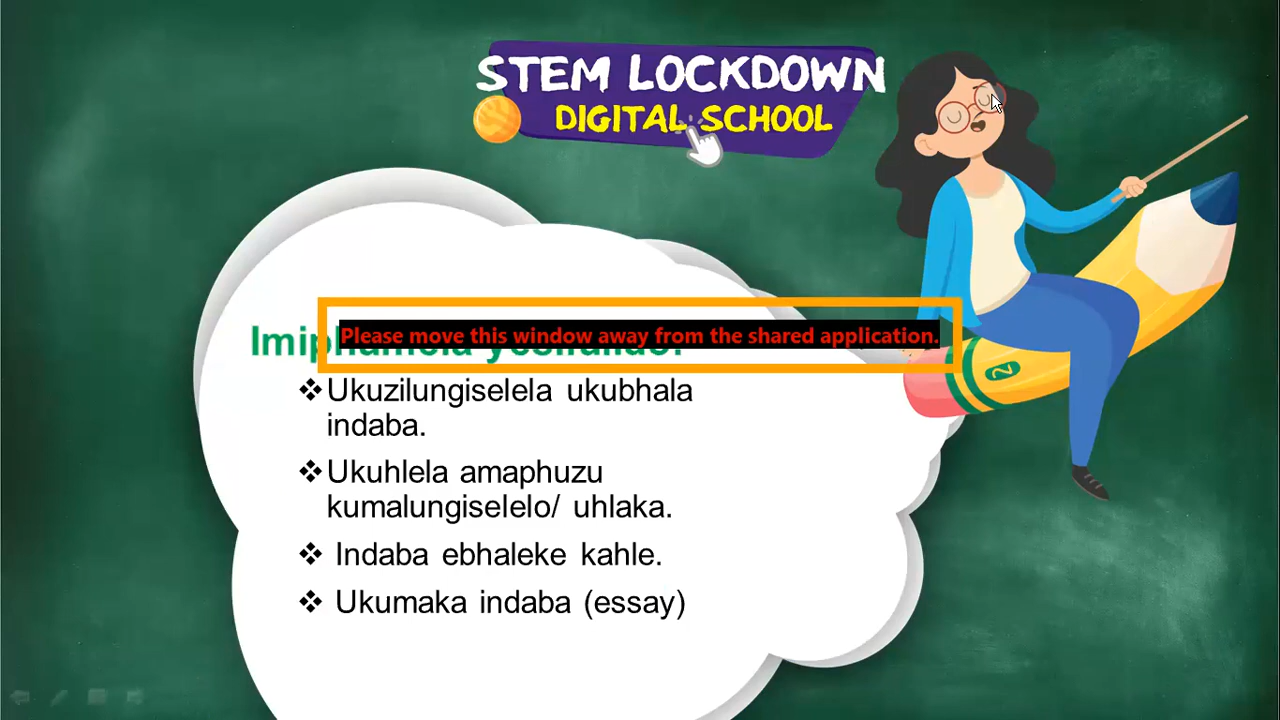 STEM LOCKDOWN
DIGITAL SCHOOL
Please move this window away from the shared application.
❖Ukuzilungiselela ukubhala
indaba.
❖Ukuhlela amaphuzu
kumalungiselelo/ uhlaka.
❖ Indaba ebhaleke kahle.
❖ Ukumaka indaba (essay)
2